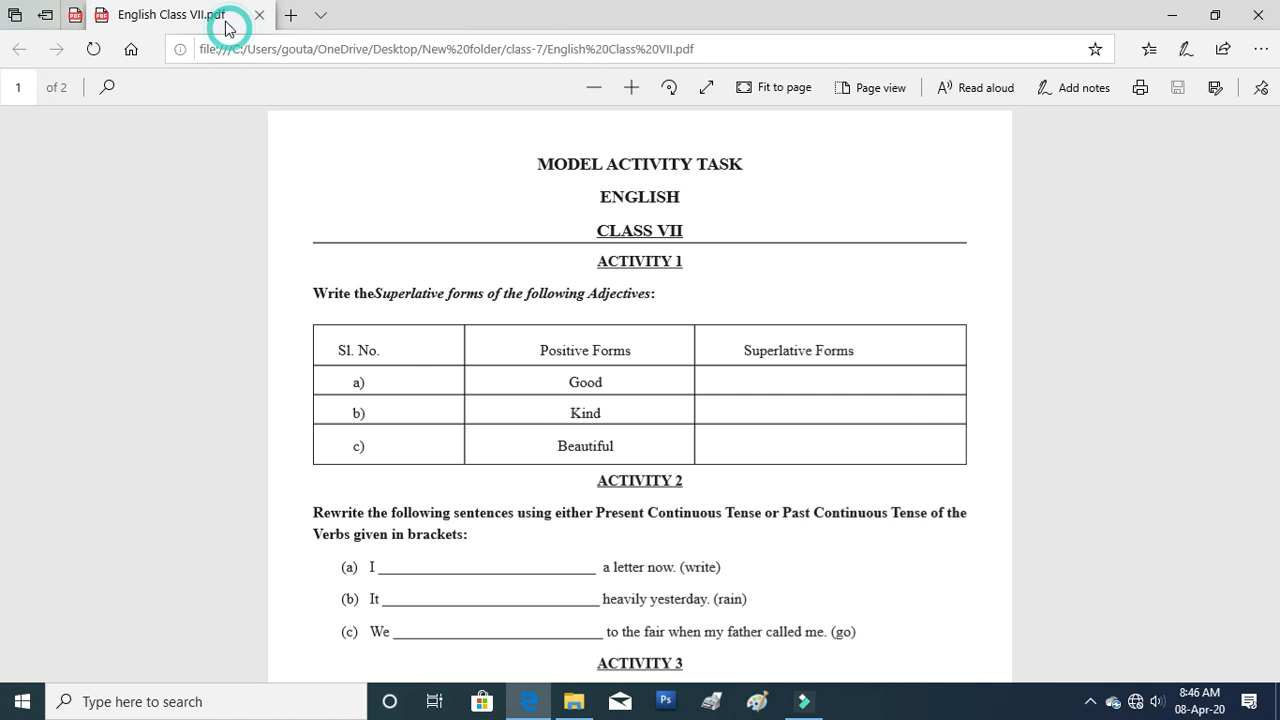 English Class VII.pdf
file:///C:/Users/gouta/OneDrive/Desktop/New%20folder/class-7/English%20Class%20VII.pdf
1 of 2
Fit to page
Page view
Read aloud
Add notes
MODEL ACTIVITY TASK
ENGLISH
CLASS VII
ACTIVITY 1
Write theSuperlative forms of the following Adjectives:
Sl. No. Positive Forms Superlative Forms
a) Good
b) Kind
c) Beautiful
ACTIVITY 2
Rewrite the following sentences using either Present Continuous Tense or Past Continuous Tense of the
Verbs given in brackets:
(a) I ______________________________ a letter now. (write)
(b) It ______________________________ heavily yesterday. (rain)
(c) We _____________________________ to the fair when my father called me. (go)
ACTIVITY 3
Type here to search
Ps
8:46 AM
08-Apr-20